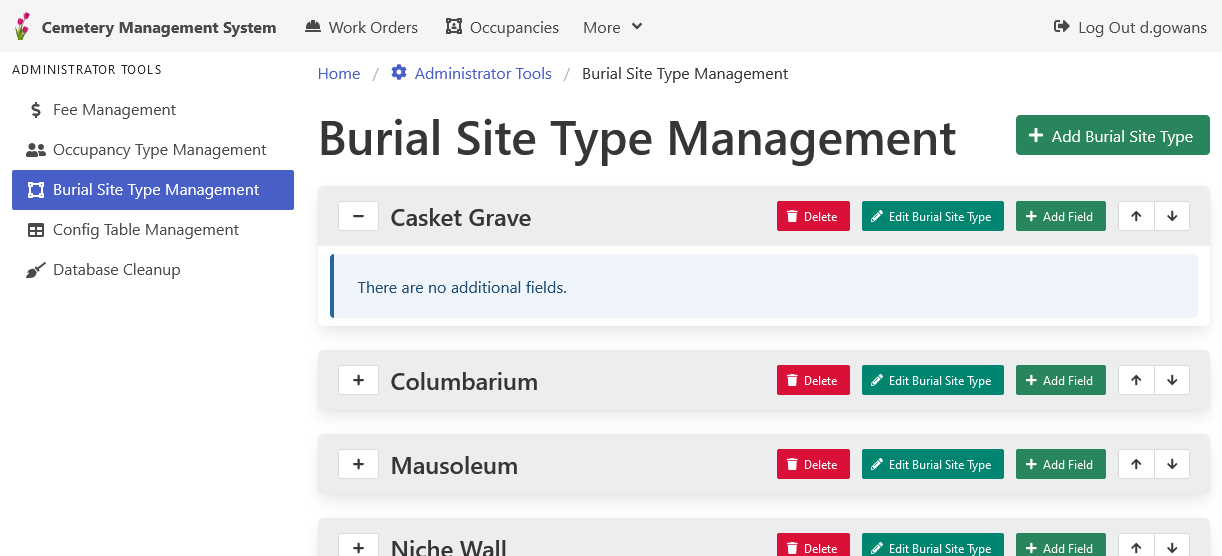 Cemetery Management System Work Orders Occupancies More Log Out d.gowans
ADMINISTRATOR TOOLS
Fee Management
Occupancy Type Management
Burial Site Type Management
Config Table Management
Database Cleanup
Home / Administrator Tools / Burial Site Type Management
Burial Site Type Management
Add Burial Site Type
Casket Grave Delete Edit Burial Site Type Add Field
There are no additional fields.
Columbarium Delete Edit Burial Site Type Add Field
Mausoleum Delete Edit Burial Site Type Add Field
Niche Wall Delete Edit Burial Site Type Add Field